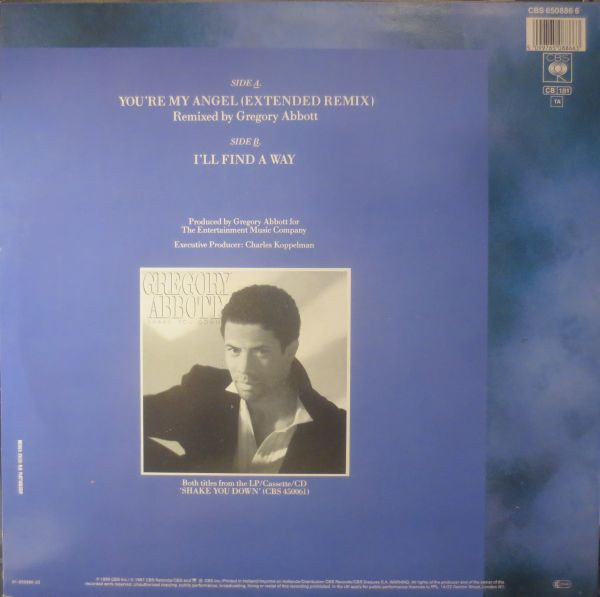 CBS 650886 6
CBS
CB 181
1A
SIDE A.
YOU'RE MY ANGEL (EXTENDED REMIX)
Remixed by Gregory Abbott
SIDE B.
I'LL FIND A WAY
Produced by Gregory Abbott for
The Entertainment Music Company
Executive Producer: Charles Koppelman
GREGORY
ABBOTT
SHAKE YOU DOWN
Both titles from the LP/Cassette/CD
'SHAKE YOU DOWN' (CBS 450061)